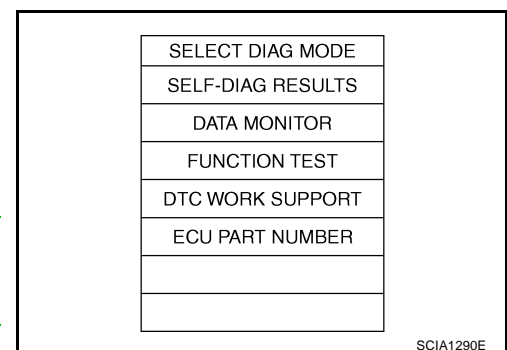 SELECT DIAG MODE
SELF-DIAG RESULTS
DATA MONITOR
FUNCTION TEST
DTC WORK SUPPORT
ECU PART NUMBER
SCIA1290E